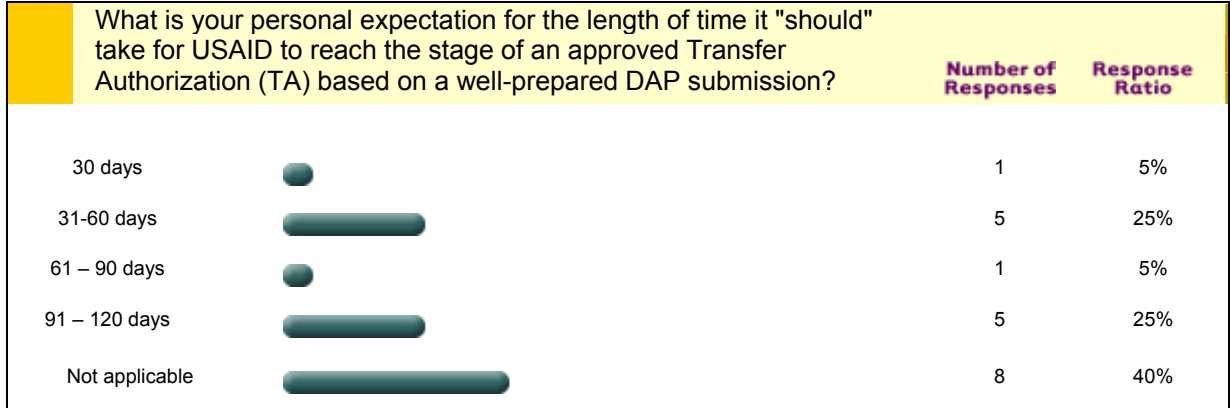 What is your personal expectation for the length of time it "should"
take for USAID to reach the stage of an approved Transfer
Authorization (TA) based on a well-prepared DAP submission?
Number of Responses
Response Ratio
30 days 1 5%
31-60 days 5 25%
61 – 90 days 1 5%
91 – 120 days 5 25%
Not applicable 8 40%